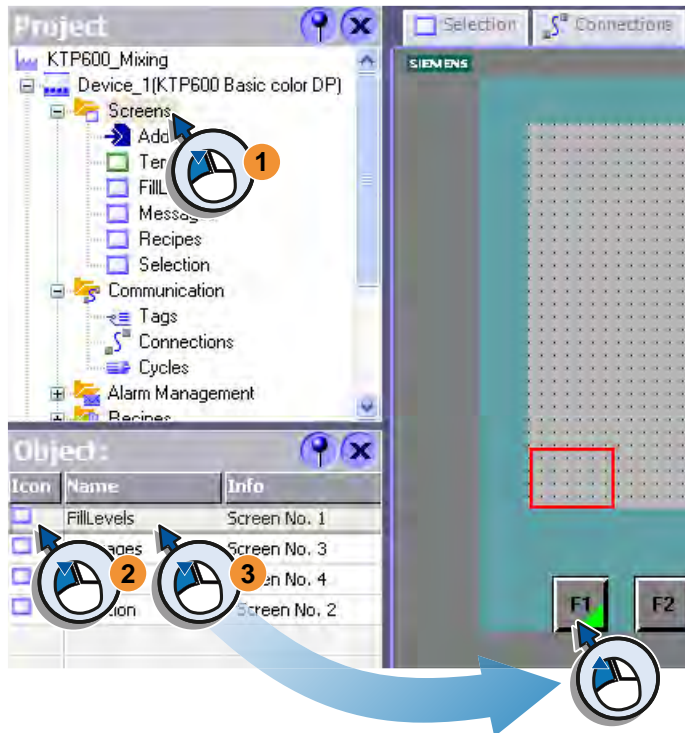 Project
Selection
Connections
KTP600_Mixing
SIEMENS
Device_1(KTP600 Basic color DP)
Screens
Add
1
Ter
FillL
Messag
Recipes
Selection
Communication
Tags
Connections
Cycles
Alarm Management
Recipes
Object:
Icon Name Info
FillLevels Screen No. 1
ages Screen No. 3
2 3 en No. 4
tion Screen No. 2
F1 F2